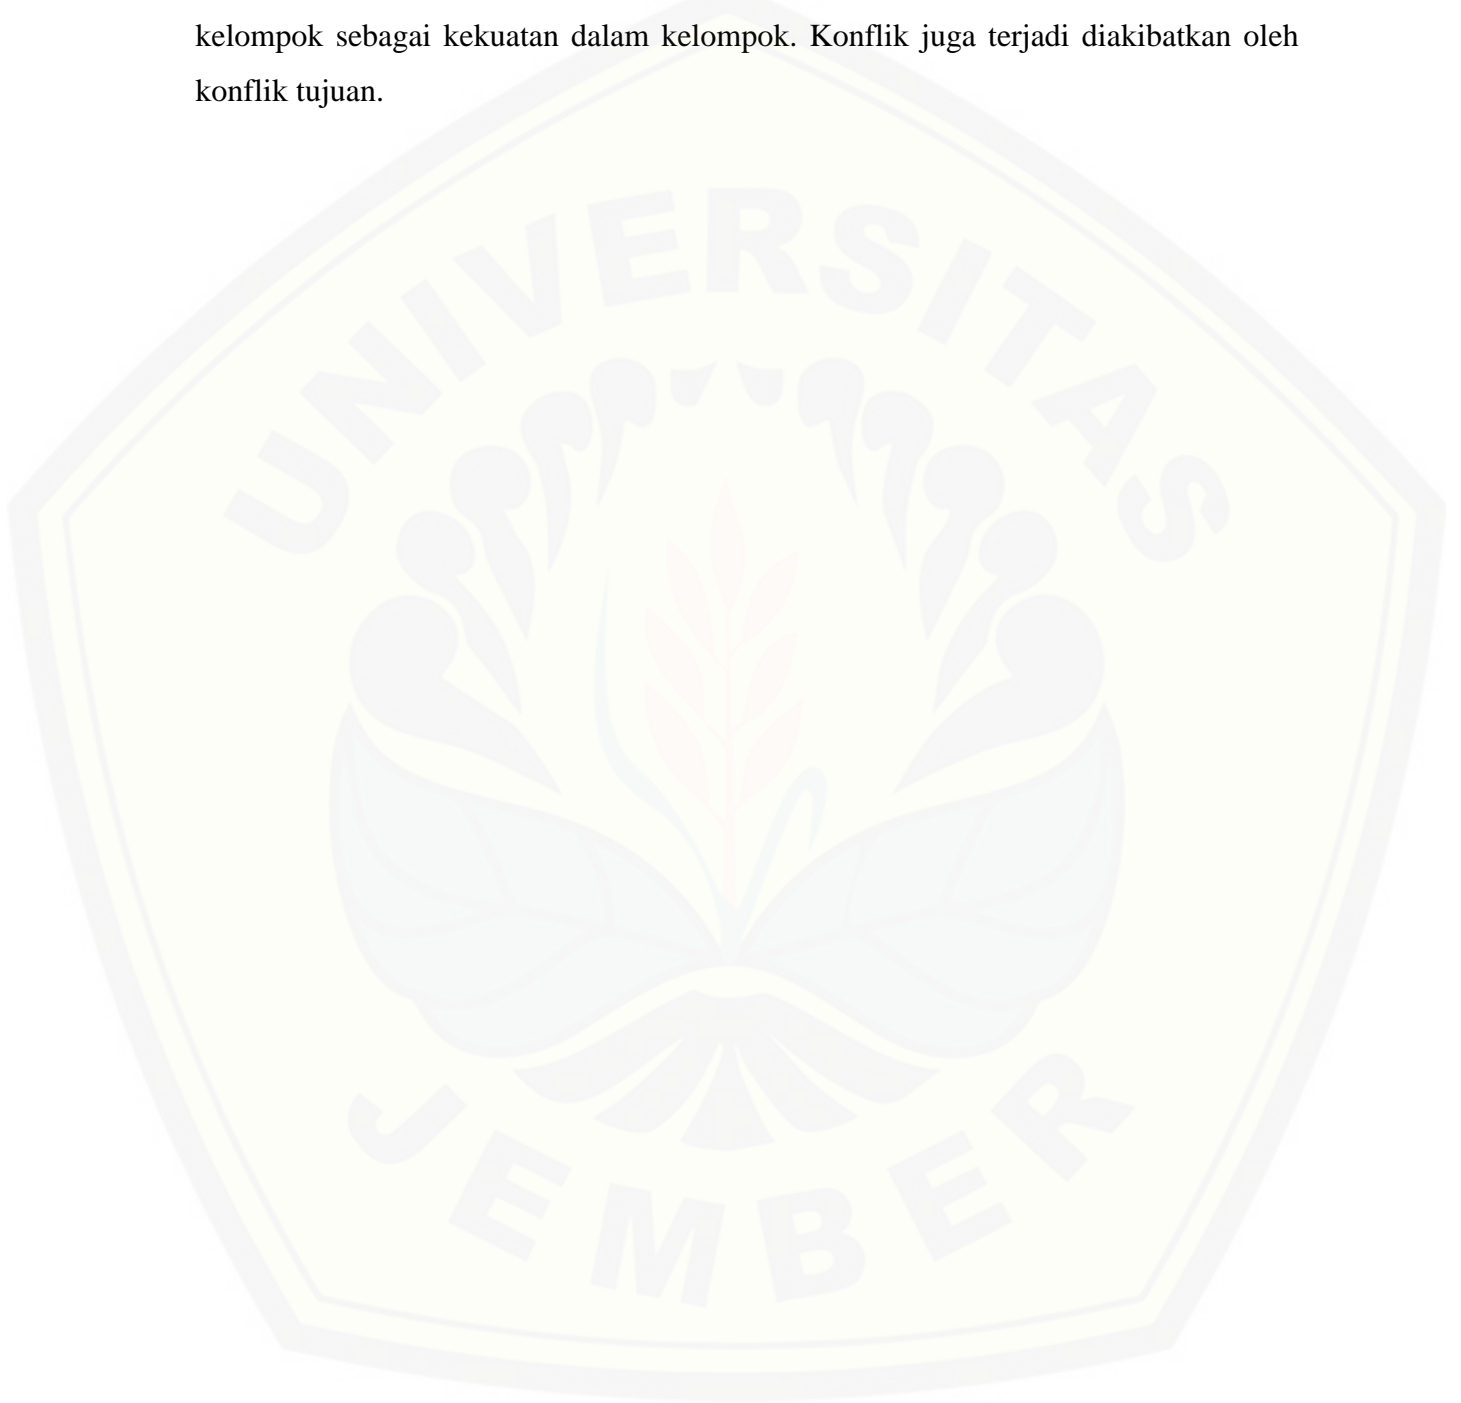 kelompok sebagai kekuatan dalam kelompok. Konflik juga terjadi diakibatkan oleh
konflik tujuan.
UNIVERSITAS
JEMBER